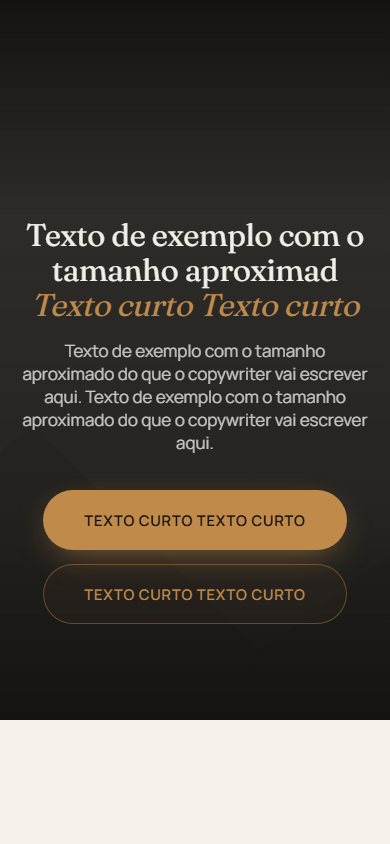 Texto de exemplo com o
tamanho aproximad
Texto curto Texto curto
Texto de exemplo com o tamanho
aproximado do que o copywriter vai escrever
aqui. Texto de exemplo com o tamanho
aproximado do que o copywriter vai escrever
aqui.
TEXTO CURTO TEXTO CURTO
TEXTO CURTO TEXTO CURTO